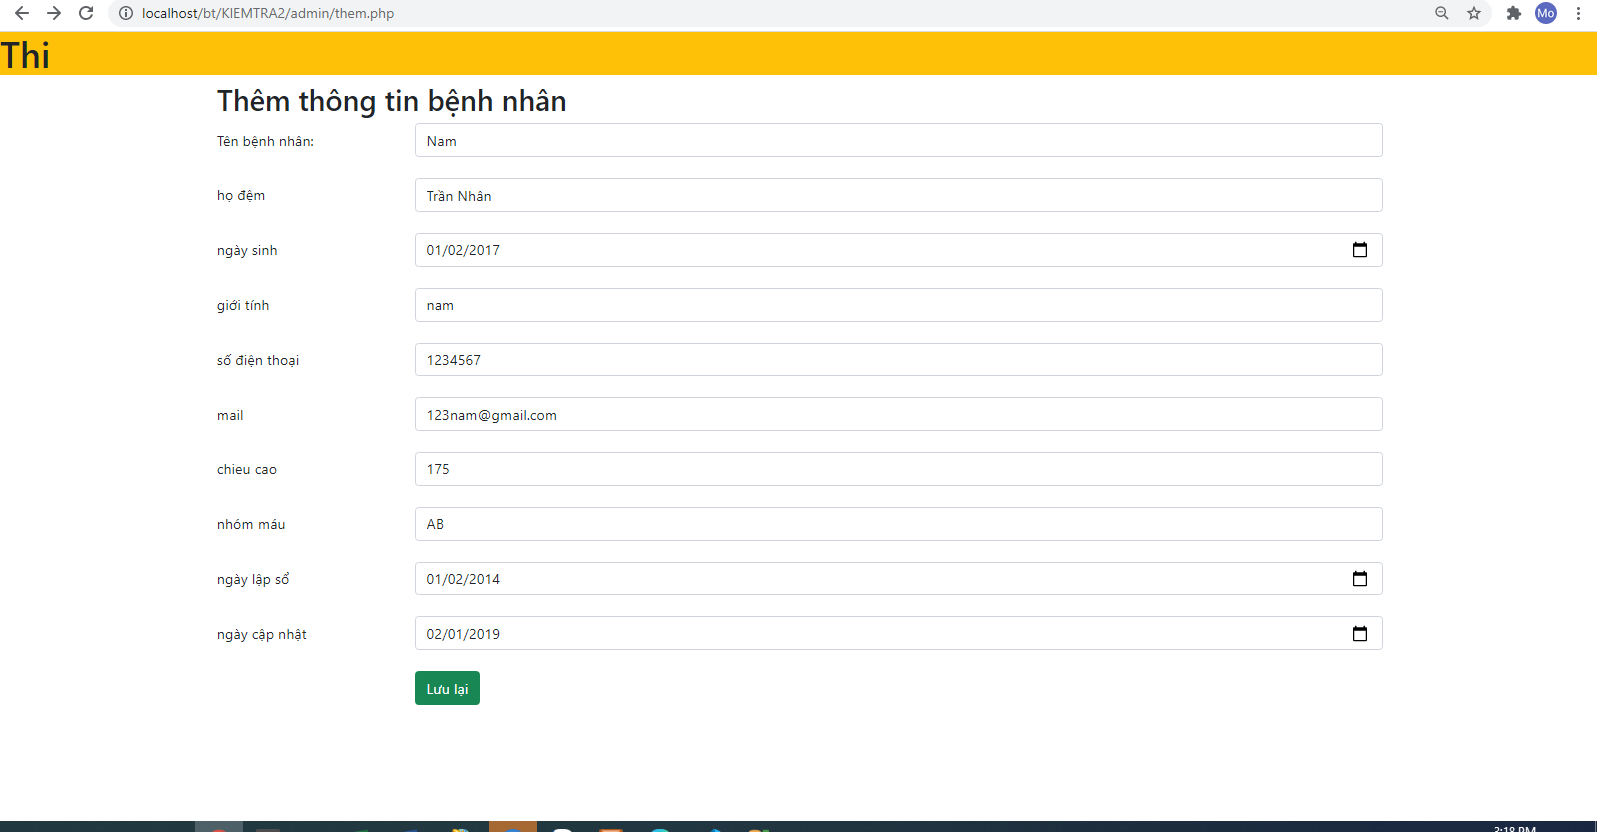 localhost/bt/KIEMTRA2/admin/them.php
Mo
Thi
Thêm thông tin bệnh nhân
Tên bệnh nhân: Nam
họ đệm Trần Nhân
ngày sinh 01/02/2017
giới tính nam
số điện thoại 1234567
mail 123nam@gmail.com
chieu cao 175
nhóm máu AB
ngày lập sổ 01/02/2014
ngày cập nhật 02/01/2019
Lưu lại